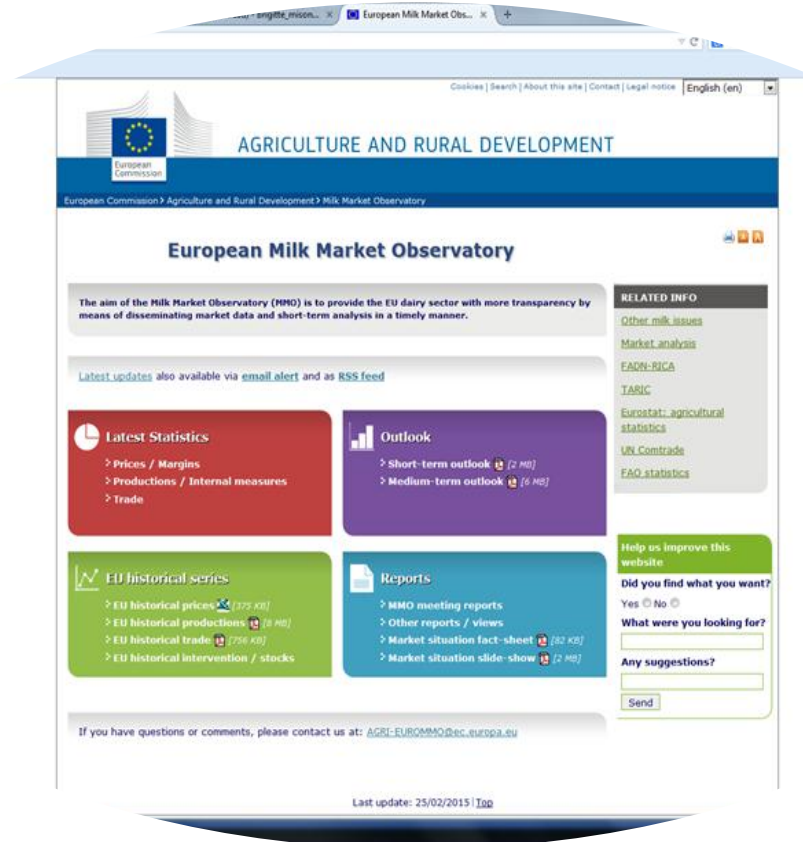 brigitte_mison...
European Milk Market Obs...
Cookies | Search | About this site | Contact | Legal notice English (en)
European
Commission
AGRICULTURE AND RURAL DEVELOPMENT
European Commission > Agriculture and Rural Development > Milk Market Observatory
European Milk Market Observatory
The aim of the Milk Market Observatory (MMO) is to provide the EU dairy sector with more transparency by
means of disseminating market data and short-term analysis in a timely manner.
Latest updates also available via email alert and as RSS feed
Latest Statistics
Prices / Margins
Productions / Internal measures
Trade
Outlook
Short-term outlook [2 MB]
Medium-term outlook [6 MB]
EU historical series
EU historical prices [375 KB]
EU historical productions [8 MB]
EU historical trade [756 KB]
EU historical intervention / stocks
Reports
MMO meeting reports
Other reports / views
Market situation fact-sheet [82 KB]
Market situation slide-show [2 MB]
RELATED INFO
Other milk issues
Market analysis
FADN-RICA
TARIC
Eurostat: agricultural
statistics
UN Comtrade
FAO statistics
Help us improve this
website
Did you find what you want?
Yes No
What were you looking for?
Any suggestions?
Send
If you have questions or comments, please contact us at: AGRI-EUROMMO@ec.europa.eu
Last update: 25/02/2015 | Top